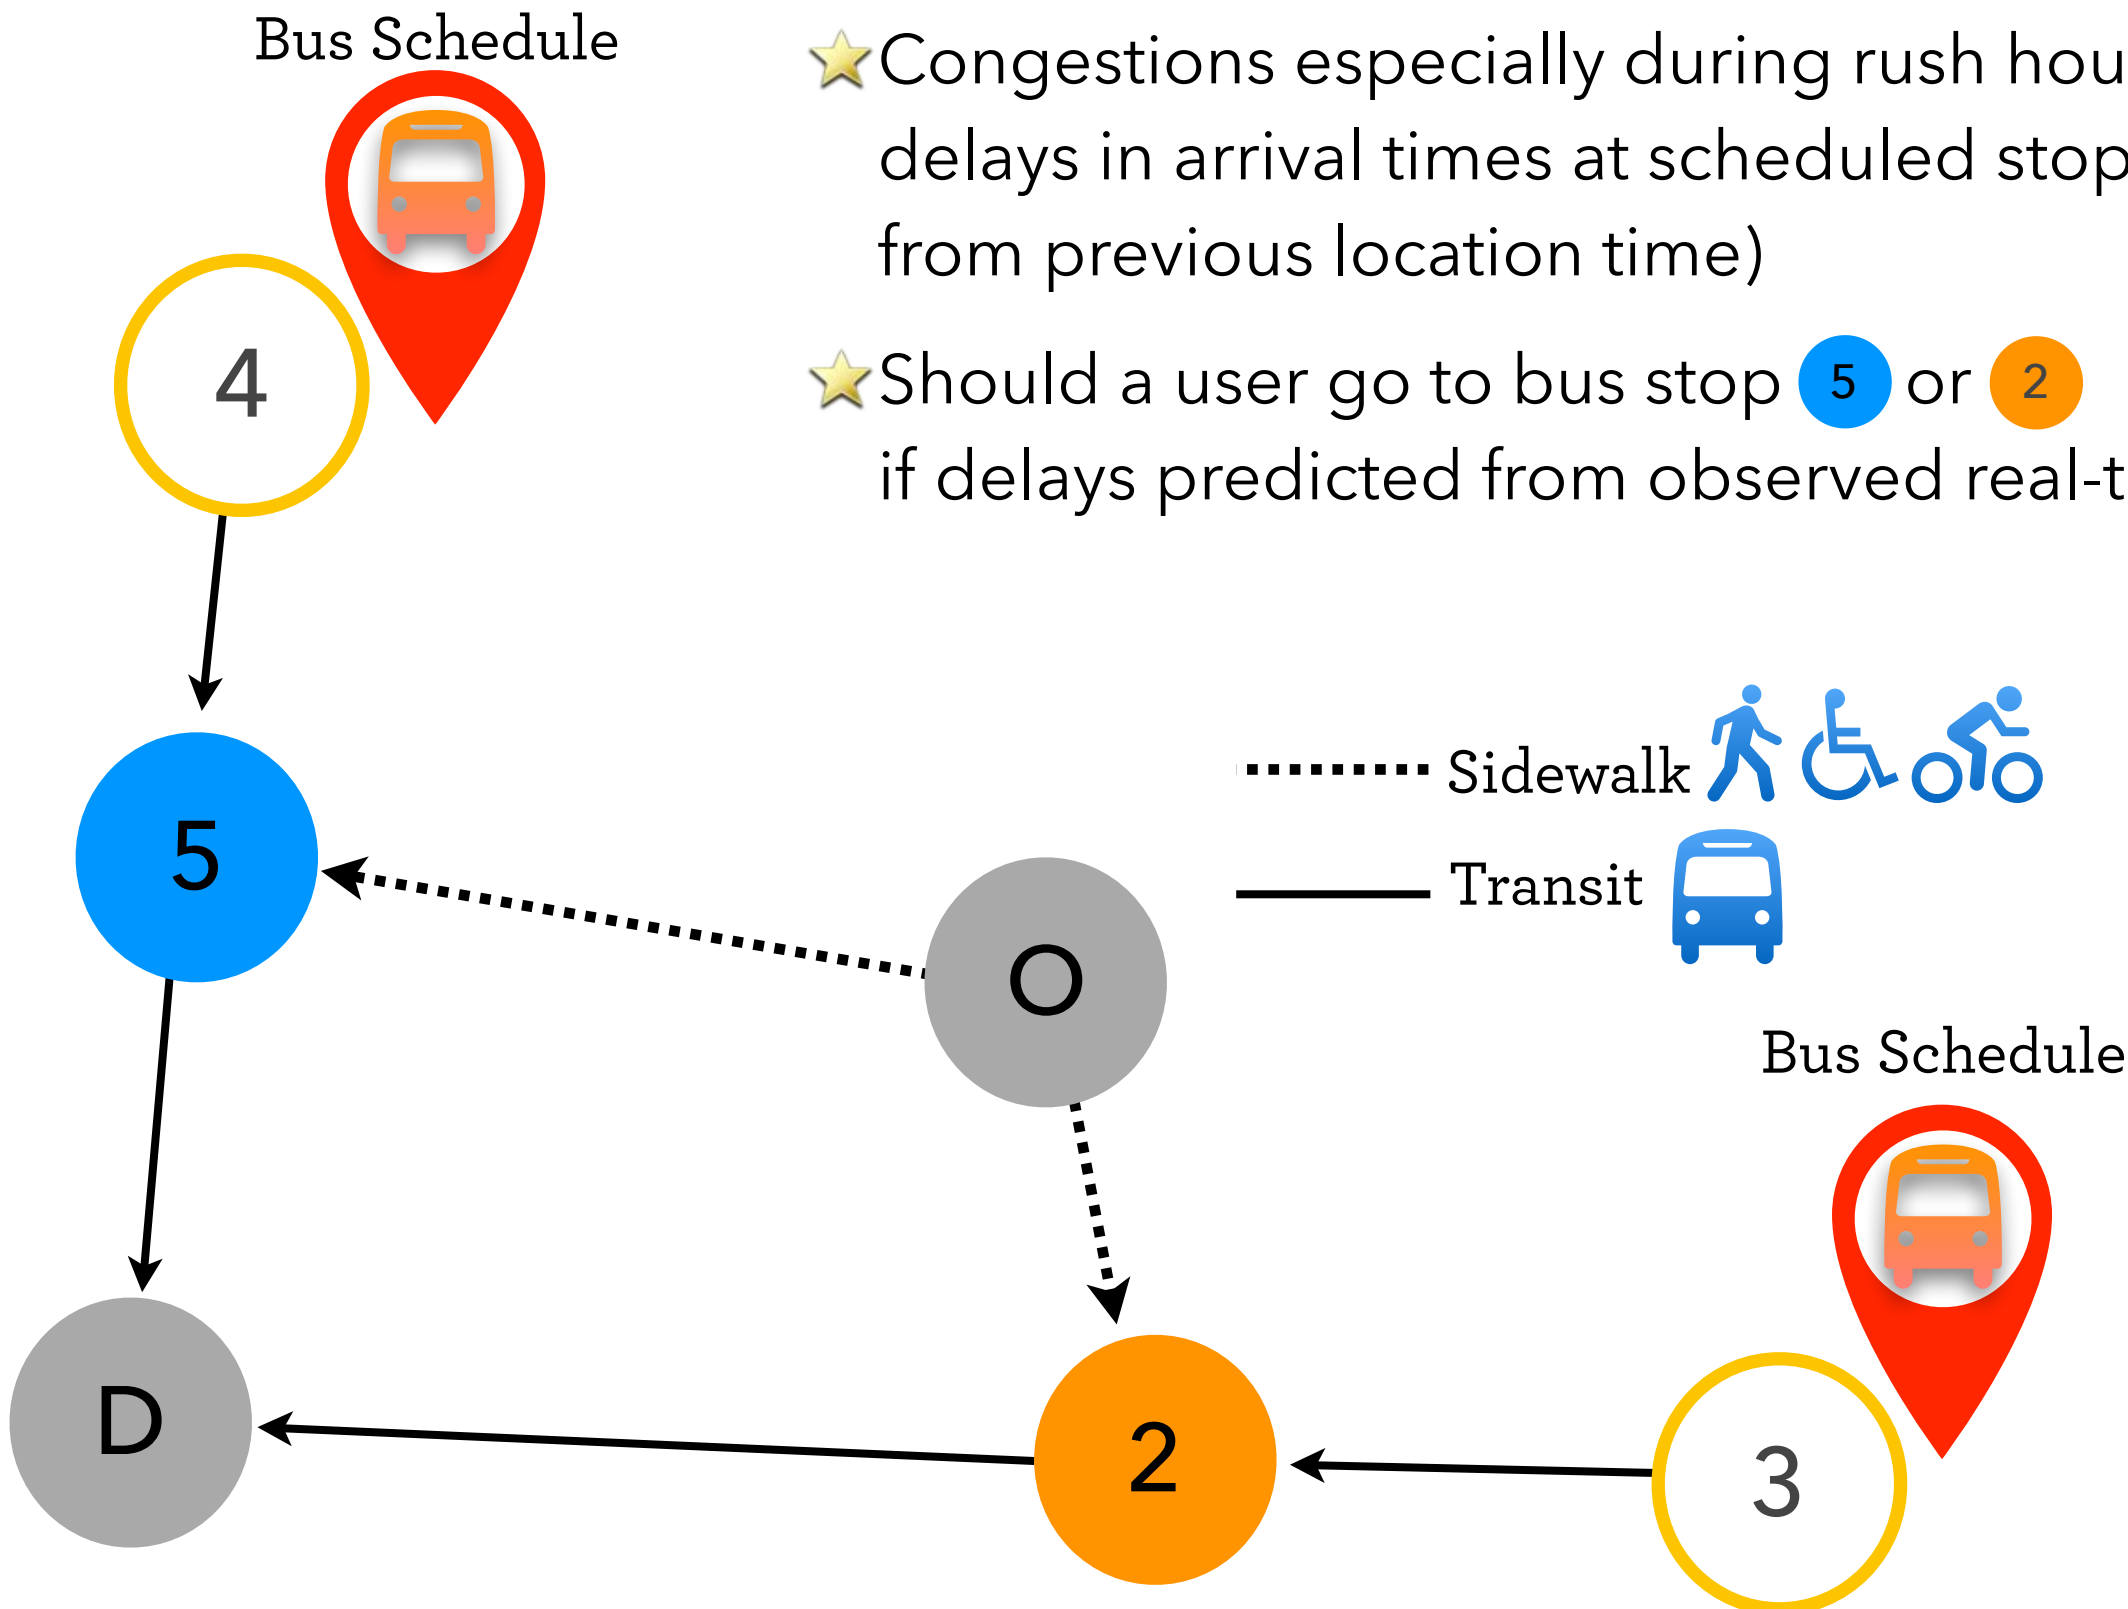 Bus Schedule
Congestions especially during rush hou
delays in arrival times at scheduled stop
from previous location time)
4
Should a user go to bus stop 5 or 2
if delays predicted from observed real-t
Sidewalk
5
Transit
O
Bus Schedule
D
2
3